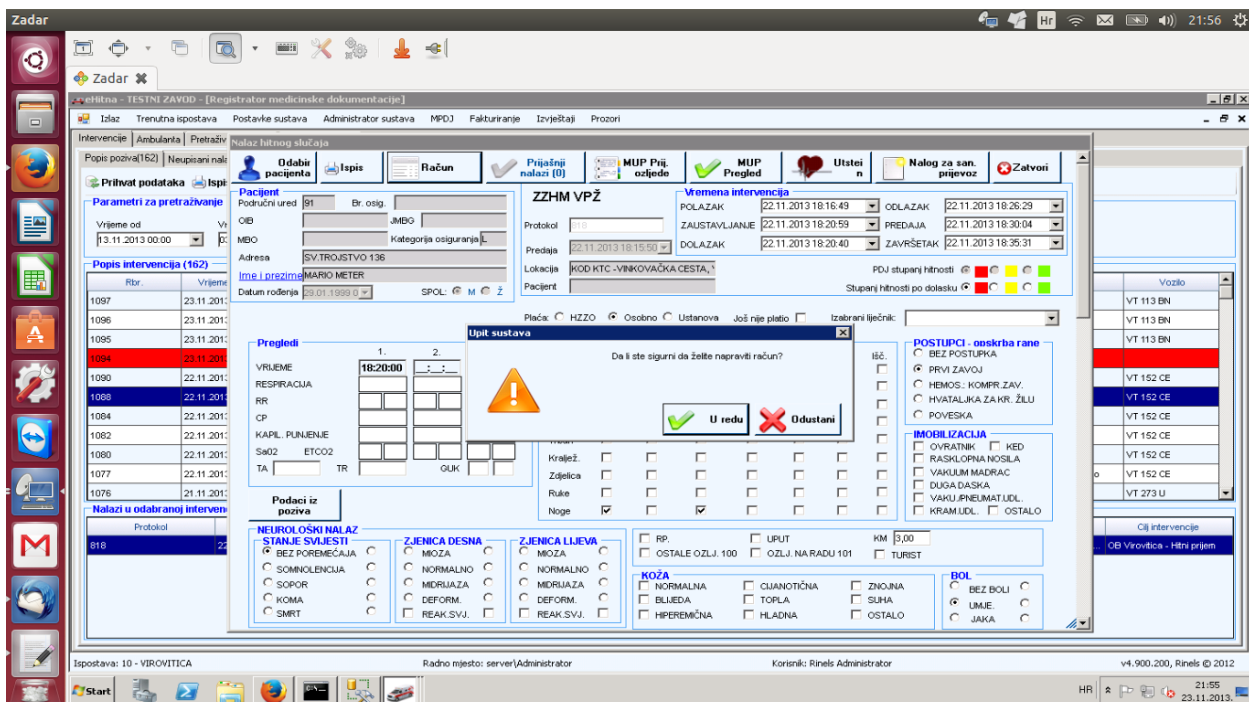 Zadar
Hr
21:56
Zadar
eHitna - TESTNI ZAVOD - [Registrator medicinske dokumentacije]
Izlaz Trenutna ispostava Postavke sustava Administrator sustava MPDJ Fakturiranje Izvještaji Prozori
Intervencije Ambulanta Pretraživ
Popis poziva(162) Neupisani nala
Prihvat podataka Ispi
Parametri za pretraživanje
Vrijeme od
13.11.2013 00:00
Popis intervencija (162)
Rbr. Vrijeme Vozilo
1097 23.11.201 VT 113 BN
1096 23.11.201 VT 113 BN
1095 23.11.201 VT 113 BN
1094 23.11.201
1090 22.11.201 VT 152 CE
1088 22.11.201 VT 152 CE
1084 22.11.201 VT 152 CE
1082 22.11.201 VT 152 CE
1080 22.11.201 VT 152 CE
1077 22.11.201 VT 152 CE
1076 21.11.201 VT 273 U
Nalazi u odabranoj interven
Protokol Cilj intervencije
818 22 OB Virovitica - Hitni prijem
Nalaz hitnog slučaja
Odabir pacijenta Ispis Račun Prijašnji nalazi (0) MUP Prij. ozljede MUP Pregled Utstein Nalog za san. prijevoz Zatvori
Pacijent
Područni ured 91 Br. osig.
OIB JMBG
MBO Kategorija osiguranja L
Adresa SV.TROJSTVO 136
Ime i prezime MARIO METER
Datum rođenja 29.01.1999 0 SPOL: M Ž
ZZHM VPŽ
Protokol 818
Predaja 22.11.2013 18:15:50
Lokacija KOD KTC -VINKOVAČKA CESTA,
Pacijent
Vremena intervencija
POLAZAK 22.11.2013 18:16:49 ODLAZAK 22.11.2013 18:26:29
ZAUSTAVLJANJE 22.11.2013 18:20:59 PREDAJA 22.11.2013 18:30:04
DOLAZAK 22.11.2013 18:20:40 ZAVRŠETAK 22.11.2013 18:35:31
PDJ stupanj hitnosti
Stupanj hitnosti po dolasku
Plaća: HZZO Osobno Ustanova Još nije platio Izabrani liječnik:
Pregledi
1. 2.
VRIJEME 18:20:00
RESPIRACIJA
RR
CP
KAPIL. PUNJENJE
Sa02 ETCO2
TA TR GUK
Podaci iz poziva
Upit sustava
Da li ste sigurni da želite napraviti račun?
U redu Odustani
Išč.
Kraljež.
Zdjelica
Ruke
Noge
POSTUPCI - opskrba rane
BEZ POSTUPKA
PRVI ZAVOJ
HEMOS.: KOMPR.ZAV.
HVATALJKA ZA KR. ŽILU
POVESKA
IMOBILIZACIJA
OVRATNIK KED
RASKLOPNA NOSILA
VAKUUM MADRAC
DUGA DASKA
VAKU./PNEUMAT.UDL.
KRAM.UDL. OSTALO
NEUROLOŠKI NALAZ
STANJE SVIJESTI
BEZ POREMEĆAJA
SOMNOLENCIJA
SOPOR
KOMA
SMRT
ZJENICA DESNA
MIOZA
NORMALNO
MIDRIJAZA
DEFORM.
REAK.SVJ.
ZJENICA LIJEVA
MIOZA
NORMALNO
MIDRIJAZA
DEFORM.
REAK.SVJ.
RP. UPUT KM 3,00
OSTALE OZLJ. 100 OZLJ. NA RADU 101 TURIST
KOŽA
NORMALNA CIJANOTIČNA ZNOJNA
BLIJEDA TOPLA SUHA
HIPEREMIČNA HLADNA OSTALO
BOL
BEZ BOLI
UMJE.
JAKA
Ispostava: 10 - VIROVITICA Radno mjesto: server\Administrator Korisnik: Rinels Administrator v4.900.200, Rinels © 2012
Start HR 21:55
23.11.2013.